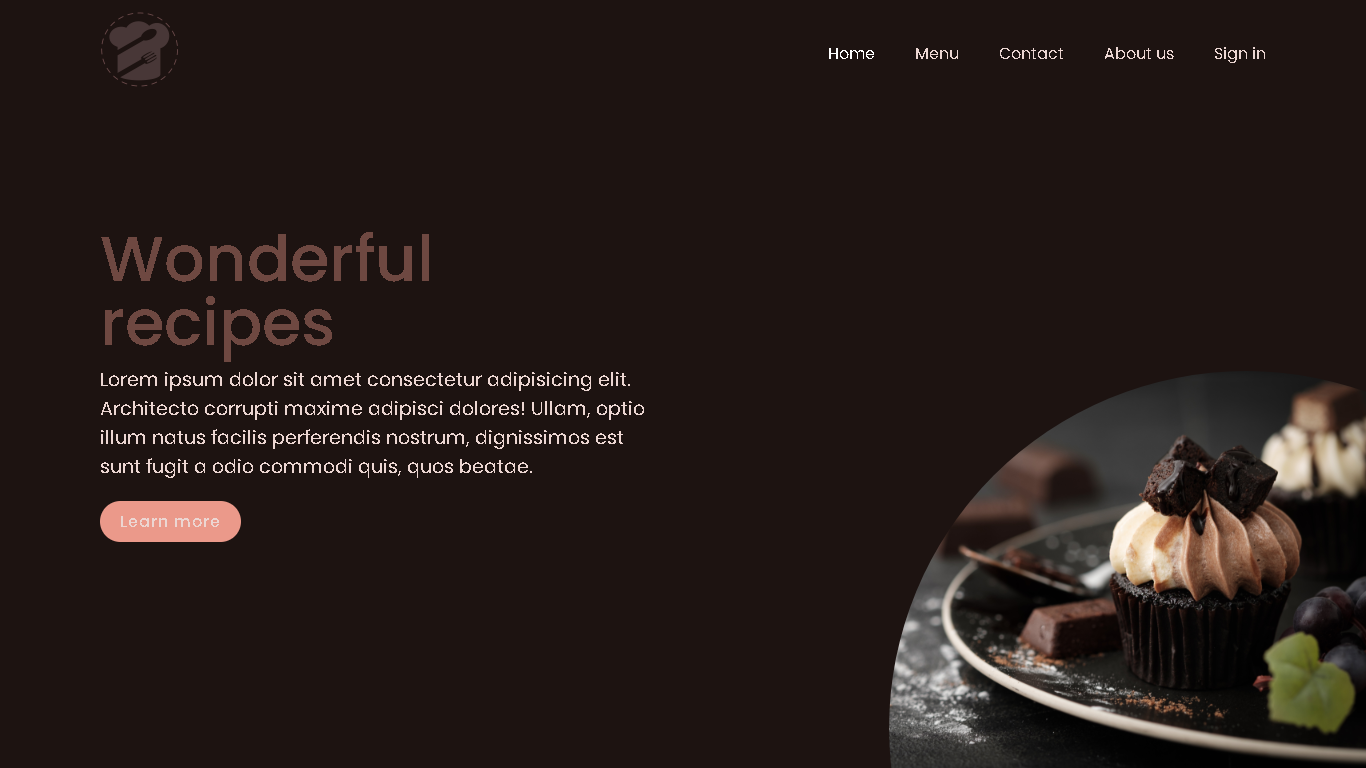 Home
Menu
Contact
About us
Sign in
Wonderful
recipes
Lorem ipsum dolor sit amet consectetur adipisicing elit.
Architecto corrupti maxime adipisci dolores! Ullam, optio
illum natus facilis perferendis nostrum, dignissimos est
sunt fugit a odio commodi quis, quos beatae.
Learn more